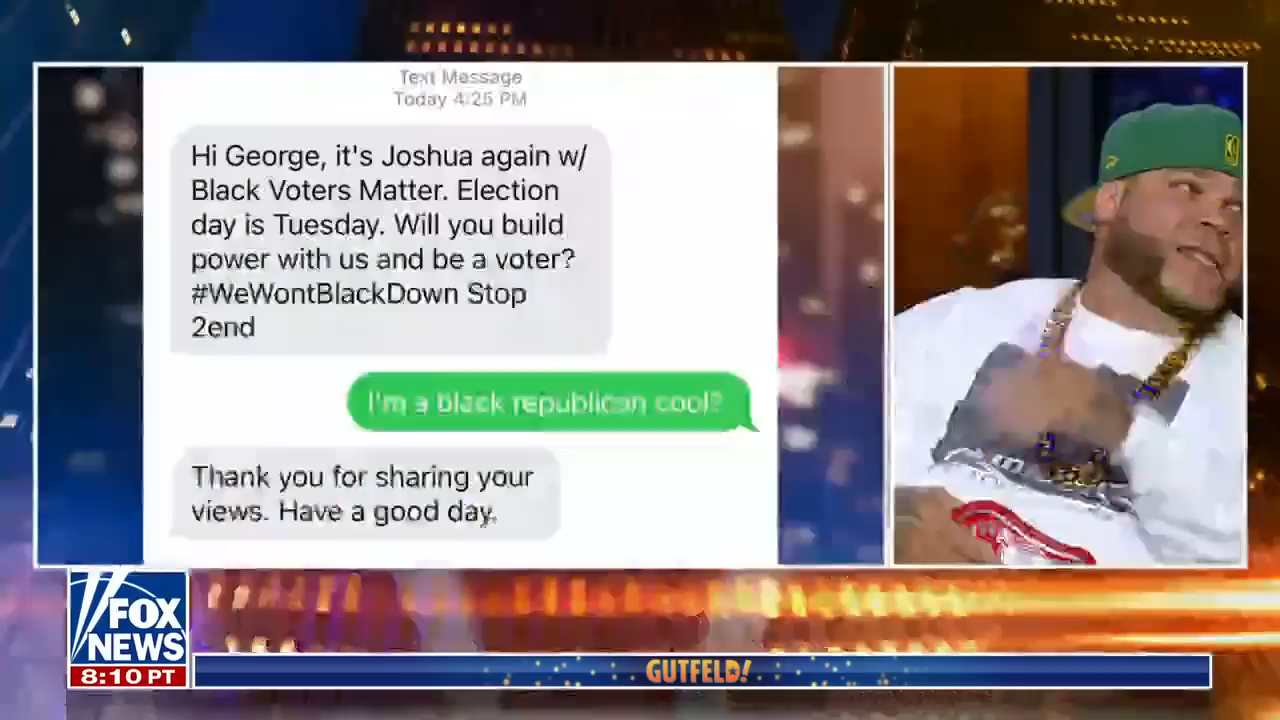 Text Message
Today 4:25 PM
Hi George, it's Joshua again w/
Black Voters Matter. Election
day is Tuesday. Will you build
power with us and be a voter?
#WeWontBlackDown Stop
2end
I'm a black republican cool?
Thank you for sharing your
views. Have a good day.
FOX
NEWS
8:10 PT
GUTFELD!